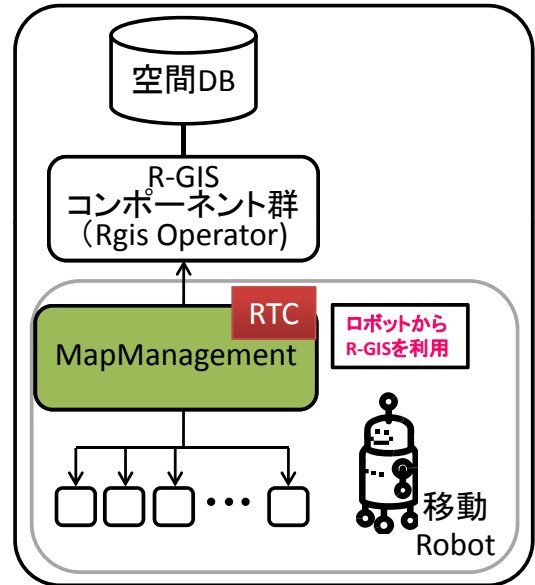 空間DB
R-GIS
コンポーネント群
（Rgis Operator)
RTC
MapManagement
ロボットから
R-GISを利用
•••
移動
Robot